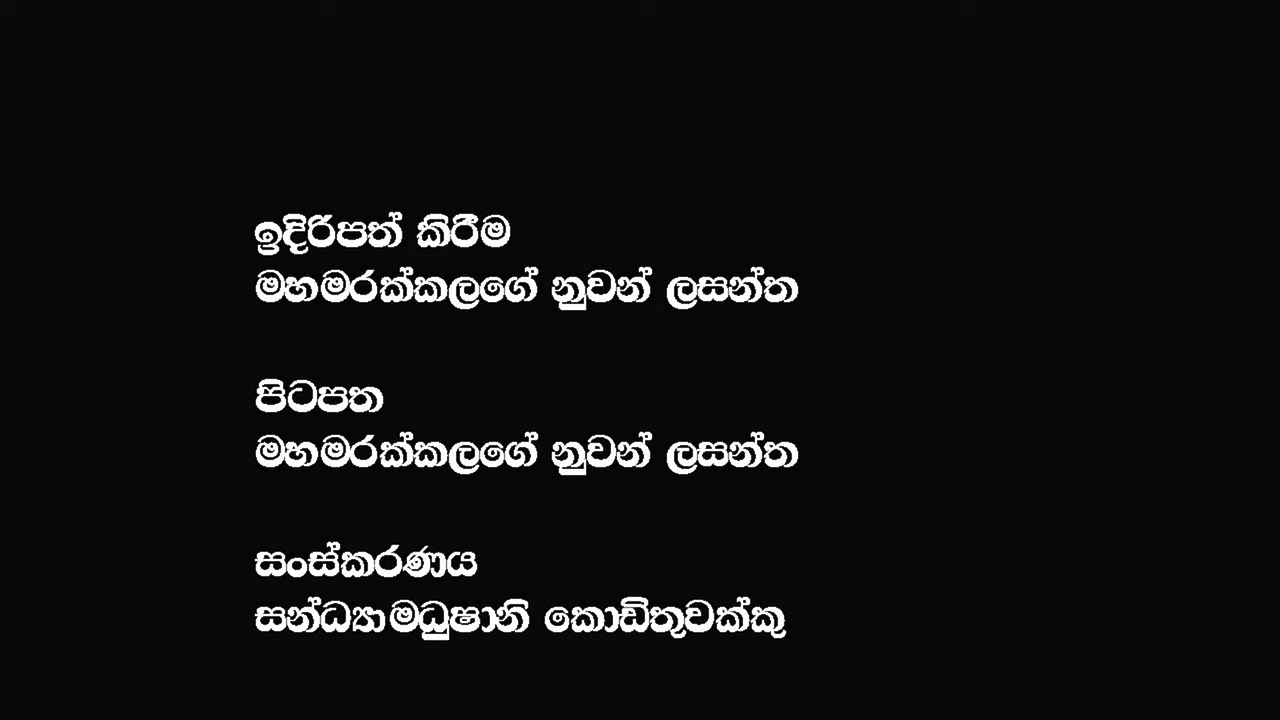 ඉදිරිපත් කිරීම
මහමරක්කලගේ නුවන් ලසන්ත
පිටපත
මහමරක්කලගේ නුවන් ලසන්ත
සංස්කරණය
සන්ධ්‍යාමධුෂානි කොඩිතුවක්කු